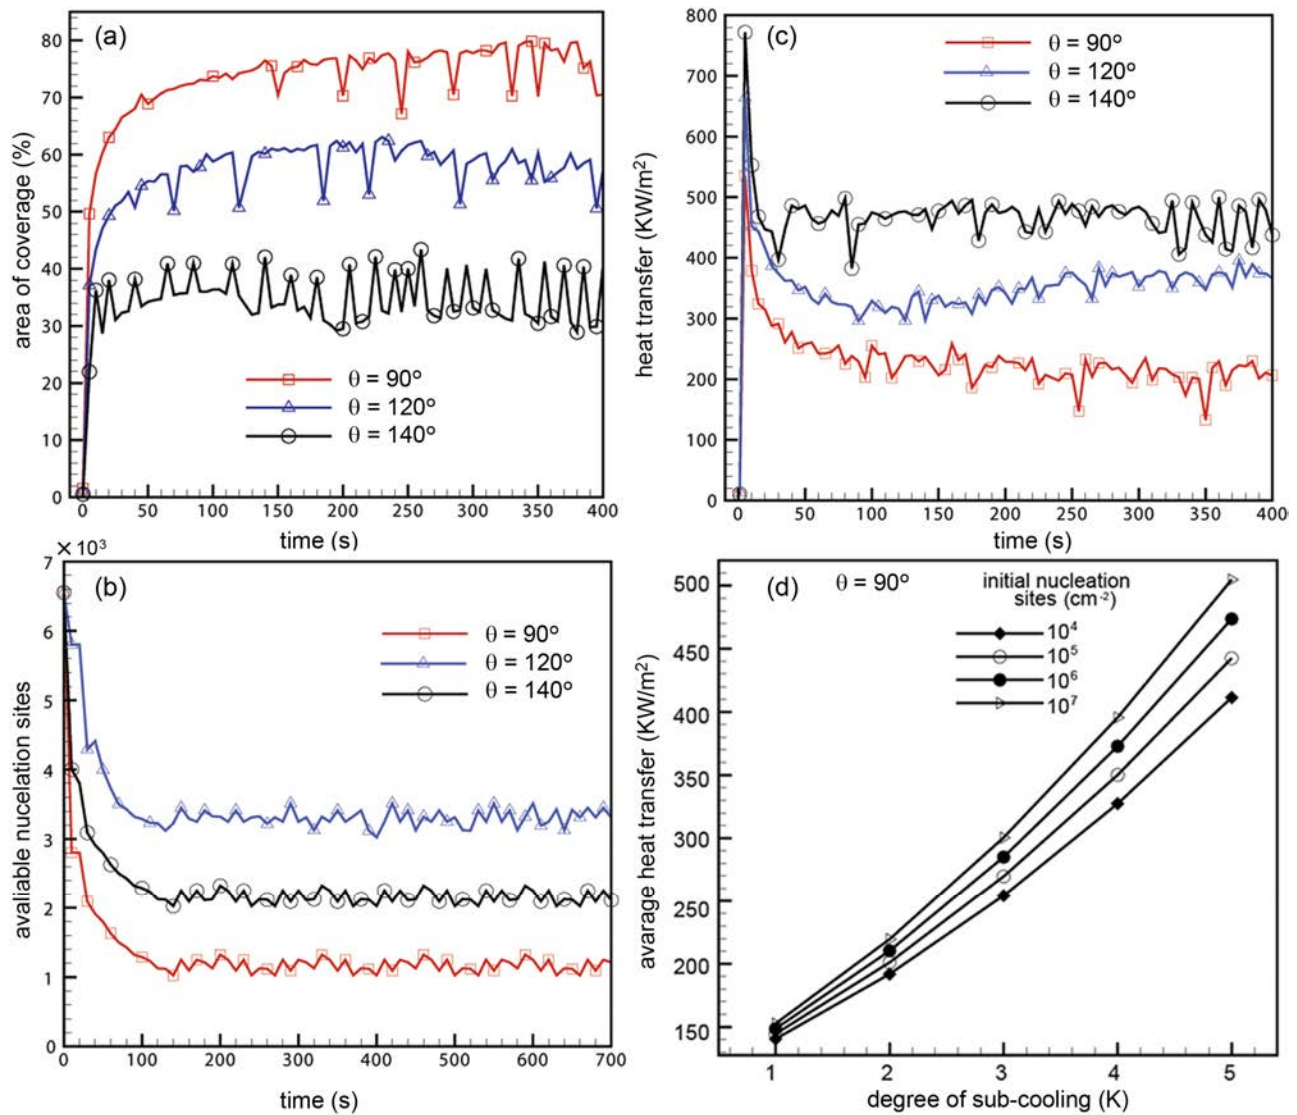 (a)
80
70
60
50
40
30
20
10
0
area of coverage (%)
θ = 90°
θ = 120°
θ = 140°
0 50 100 150 200 250 300 350 400
time (s)
(c)
800
700
600
500
400
300
200
100
0
heat transfer (KW/m²)
θ = 90°
θ = 120°
θ = 140°
0 50 100 150 200 250 300 350 400
time (s)
× 10³
(b)
7
6
5
4
3
2
1
0
avaliable nucelation sites
θ = 90°
θ = 120°
θ = 140°
0 100 200 300 400 500 600 700
time (s)
(d) θ = 90°
initial nucleation
sites (cm⁻²)
10⁴
10⁵
10⁶
10⁷
500
450
400
350
300
250
200
150
avarage heat transfer (KW/m²)
1 2 3 4 5
degree of sub-cooling (K)